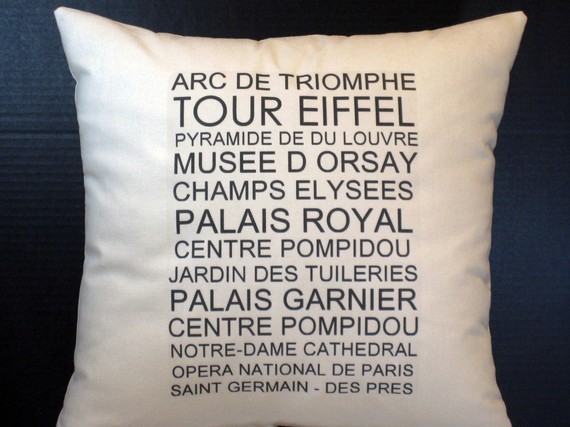 ARC DE TRIOMPHE
TOUR EIFFEL
PYRAMIDE DE DU LOUVRE
MUSEE D ORSAY
CHAMPS ELYSEES
PALAIS ROYAL
CENTRE POMPIDOU
JARDIN DES TUILERIES
PALAIS GARNIER
CENTRE POMPIDOU
NOTRE-DAME CATHEDRAL
OPERA NATIONAL DE PARIS
SAINT GERMAIN - DES PRES